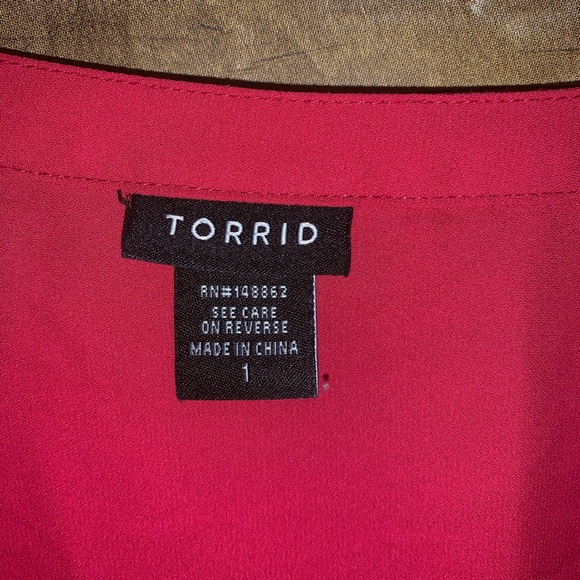 TORRID
RN#148862
SEE CARE
ON REVERSE
MADE IN CHINA
1